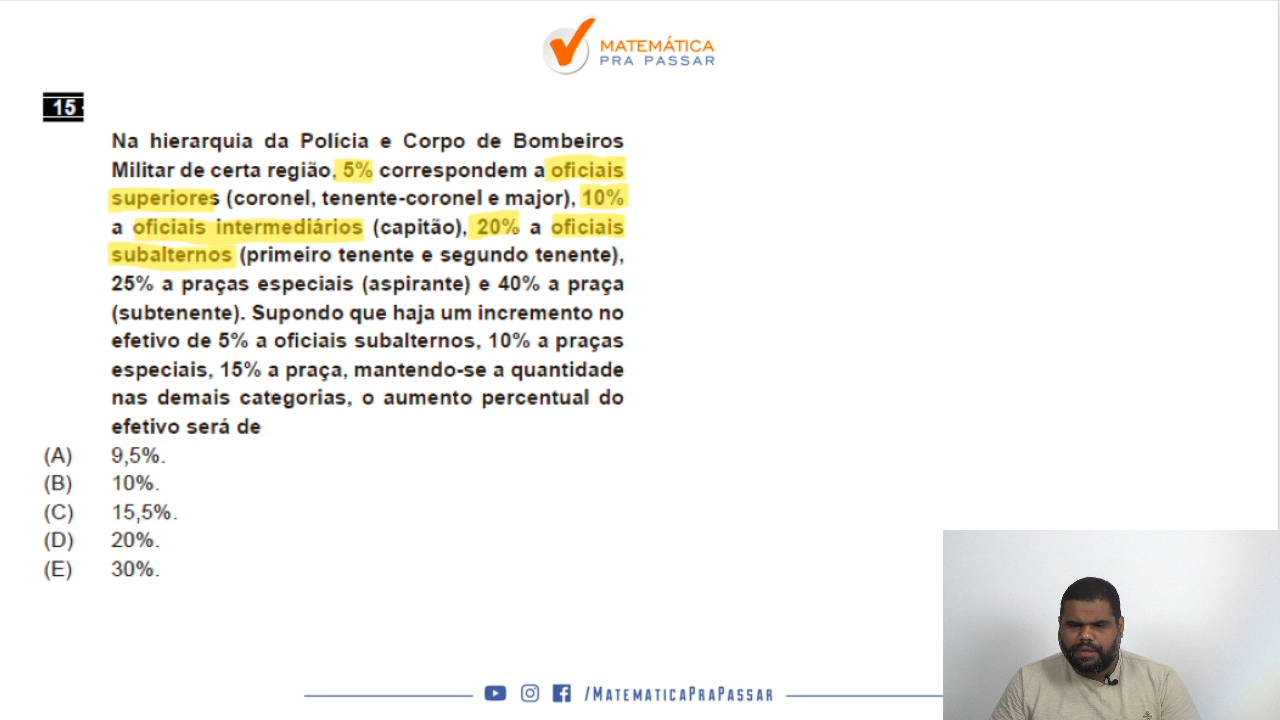 MATEMÁTICA
PRA PASSAR
15
Na hierarquia da Polícia e Corpo de Bombeiros
Militar de certa região, 5% correspondem a oficiais
superiores (coronel, tenente-coronel e major), 10%
a oficiais intermediários (capitão), 20% a oficiais
subalternos (primeiro tenente e segundo tenente),
25% a praças especiais (aspirante) e 40% a praça
(subtenente). Supondo que haja um incremento no
efetivo de 5% a oficiais subalternos, 10% a praças
especiais, 15% a praça, mantendo-se a quantidade
nas demais categorias, o aumento percentual do
efetivo será de
(A) 9,5%.
(B) 10%.
(C) 15,5%.
(D) 20%.
(E) 30%.
/MATEMATICAPRAPASSAR